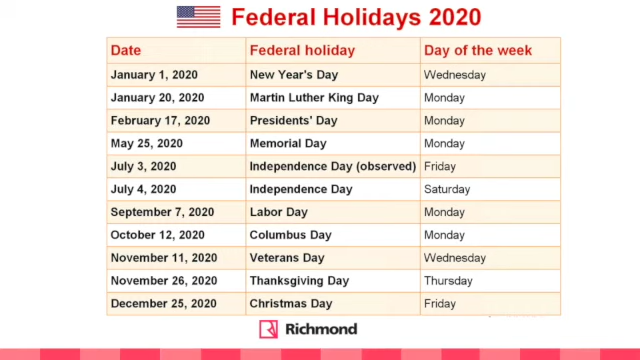 Federal Holidays 2020
Date Federal holiday Day of the week
January 1, 2020 New Year's Day Wednesday
January 20, 2020 Martin Luther King Day Monday
February 17, 2020 Presidents' Day Monday
May 25, 2020 Memorial Day Monday
July 3, 2020 Independence Day (observed) Friday
July 4, 2020 Independence Day Saturday
September 7, 2020 Labor Day Monday
October 12, 2020 Columbus Day Monday
November 11, 2020 Veterans Day Wednesday
November 26, 2020 Thanksgiving Day Thursday
December 25, 2020 Christmas Day Friday
Richmond